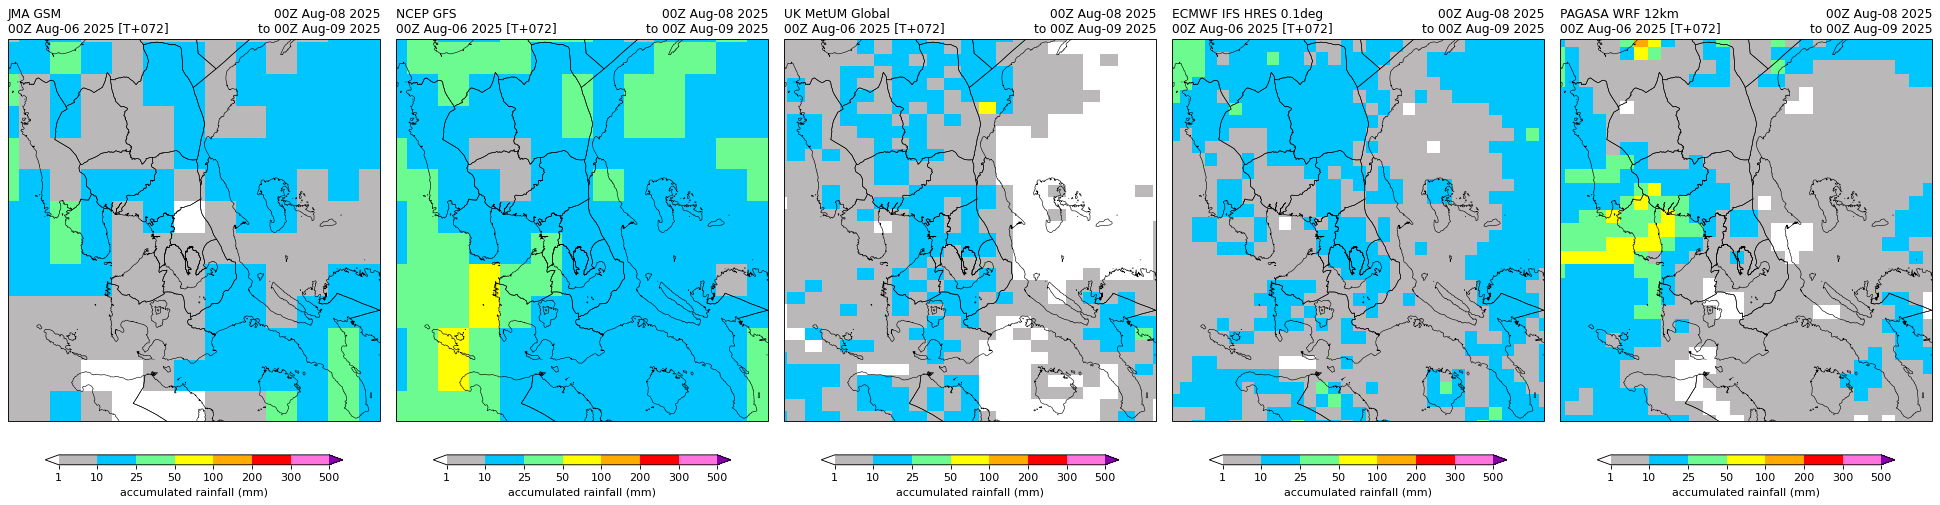 JMA GSM 00Z Aug-08 2025
00Z Aug-06 2025 [T+072] to 00Z Aug-09 2025
NCEP GFS 00Z Aug-08 2025
00Z Aug-06 2025 [T+072] to 00Z Aug-09 2025
UK MetUM Global 00Z Aug-08 2025
00Z Aug-06 2025 [T+072] to 00Z Aug-09 2025
ECMWF IFS HRES 0.1deg 00Z Aug-08 2025
00Z Aug-06 2025 [T+072] to 00Z Aug-09 2025
PAGASA WRF 12km 00Z Aug-08 2025
00Z Aug-06 2025 [T+072] to 00Z Aug-09 2025
1 10 25 50 100 200 300 500
accumulated rainfall (mm)
1 10 25 50 100 200 300 500
accumulated rainfall (mm)
1 10 25 50 100 200 300 500
accumulated rainfall (mm)
1 10 25 50 100 200 300 500
accumulated rainfall (mm)
1 10 25 50 100 200 300 500
accumulated rainfall (mm)